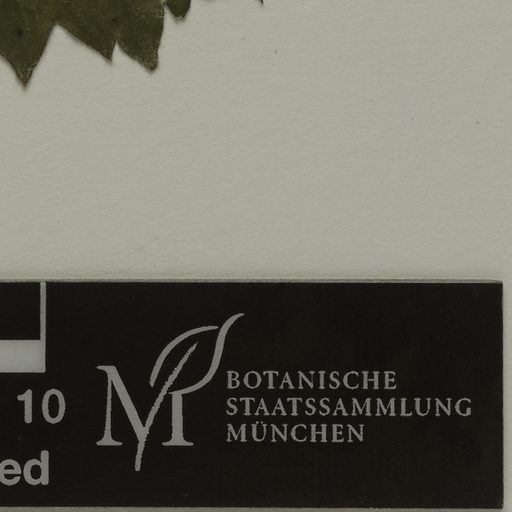 10
ed
BOTANISCHE
STAATSSAMMLUNG
MÜNCHEN